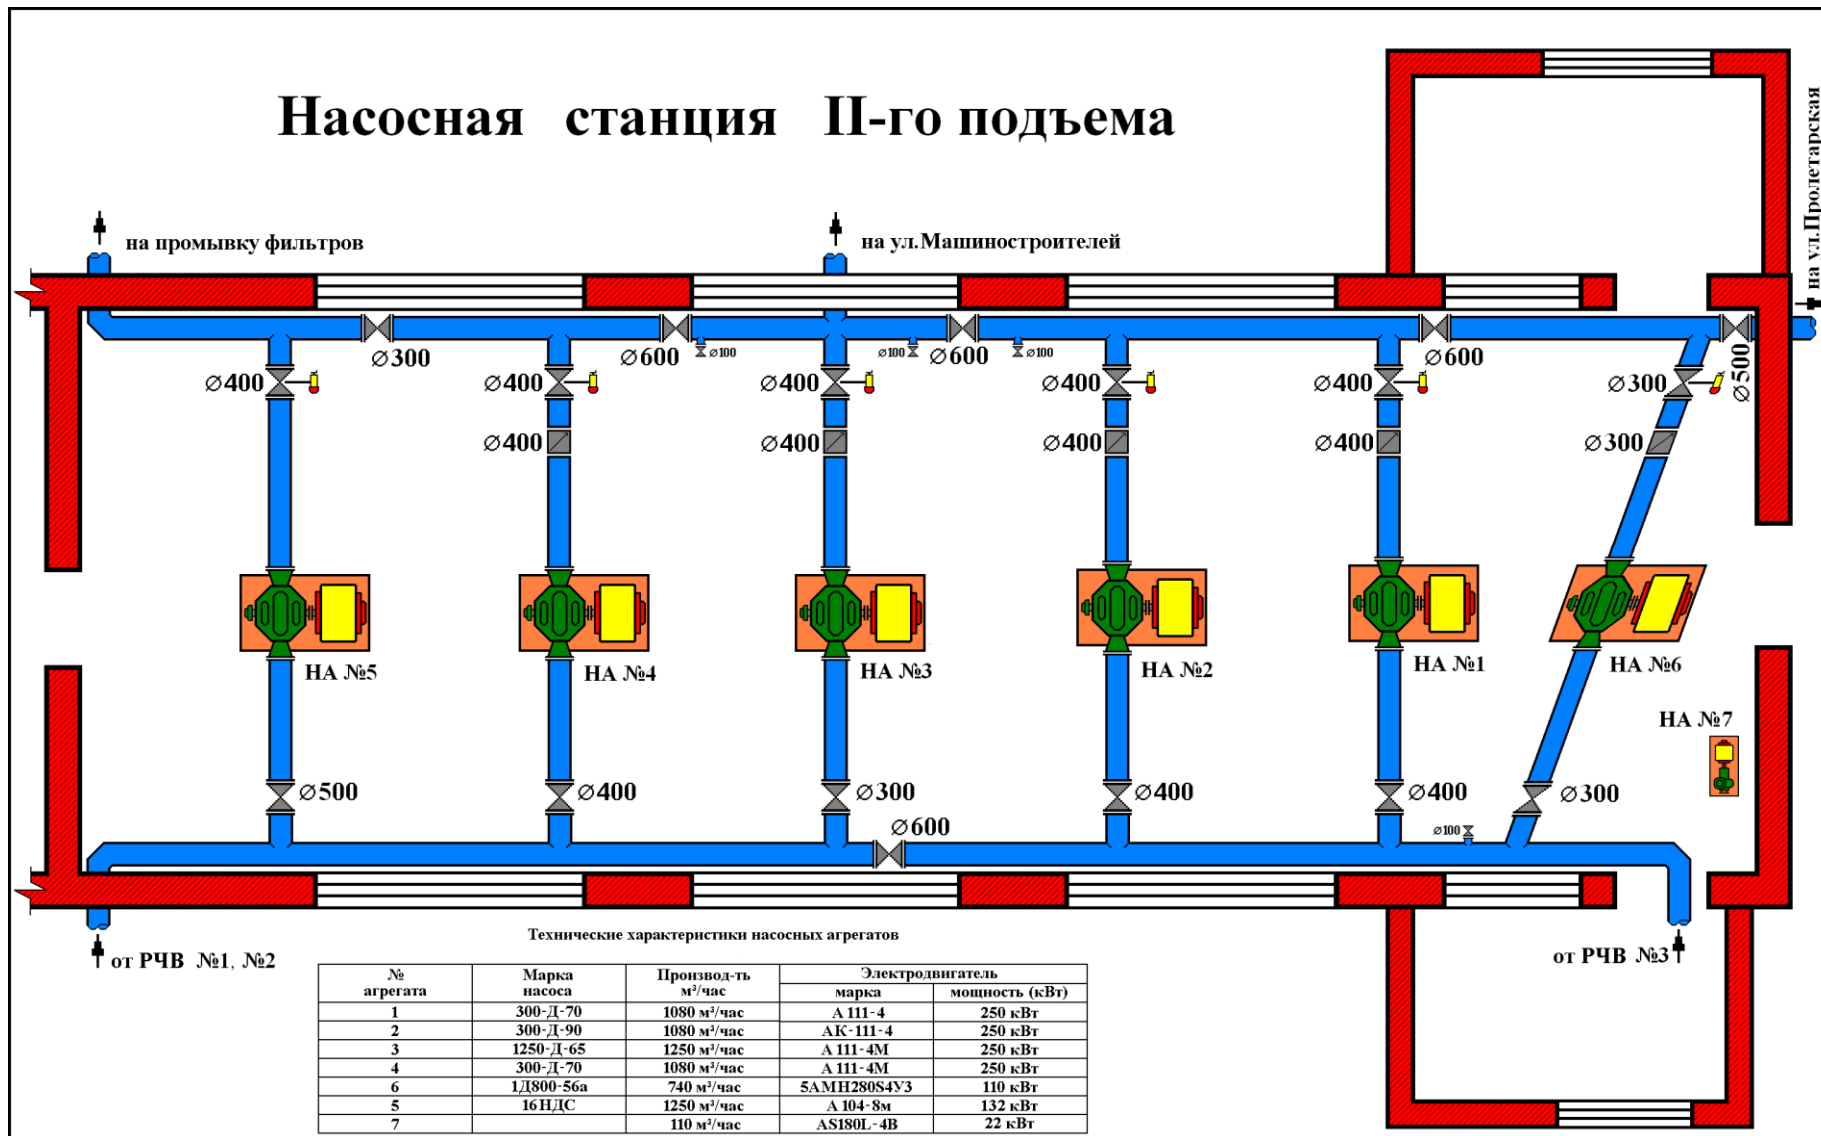 Насосная станция II-го подъема
на ул.Пролетарская
на промывку фильтров
на ул.Машиностроителей
∅300
∅600
∅100
∅100
∅600
∅100
∅600
∅500
∅400
∅400
∅400
∅400
∅400
∅300
∅400
∅400
∅400
∅400
∅300
НА №5
НА №4
НА №3
НА №2
НА №1
НА №6
НА №7
∅500
∅400
∅300
∅400
∅400
∅300
∅600
∅100
от РЧВ №1, №2
от РЧВ №3
Технические характеристики насосных агрегатов
№ агрегата Марка насоса Производ-ть м³/час Электродвигатель
марка мощность (кВт)
1 300-Д-70 1080 м³/час А 111-4 250 кВт
2 300-Д-90 1080 м³/час АК-111-4 250 кВт
3 1250-Д-65 1250 м³/час А 111-4М 250 кВт
4 300-Д-70 1080 м³/час А 111-4М 250 кВт
6 1Д800-56а 740 м³/час 5АМН280S4У3 110 кВт
5 16НДС 1250 м³/час А 104-8м 132 кВт
7 110 м³/час AS180L-4В 22 кВт